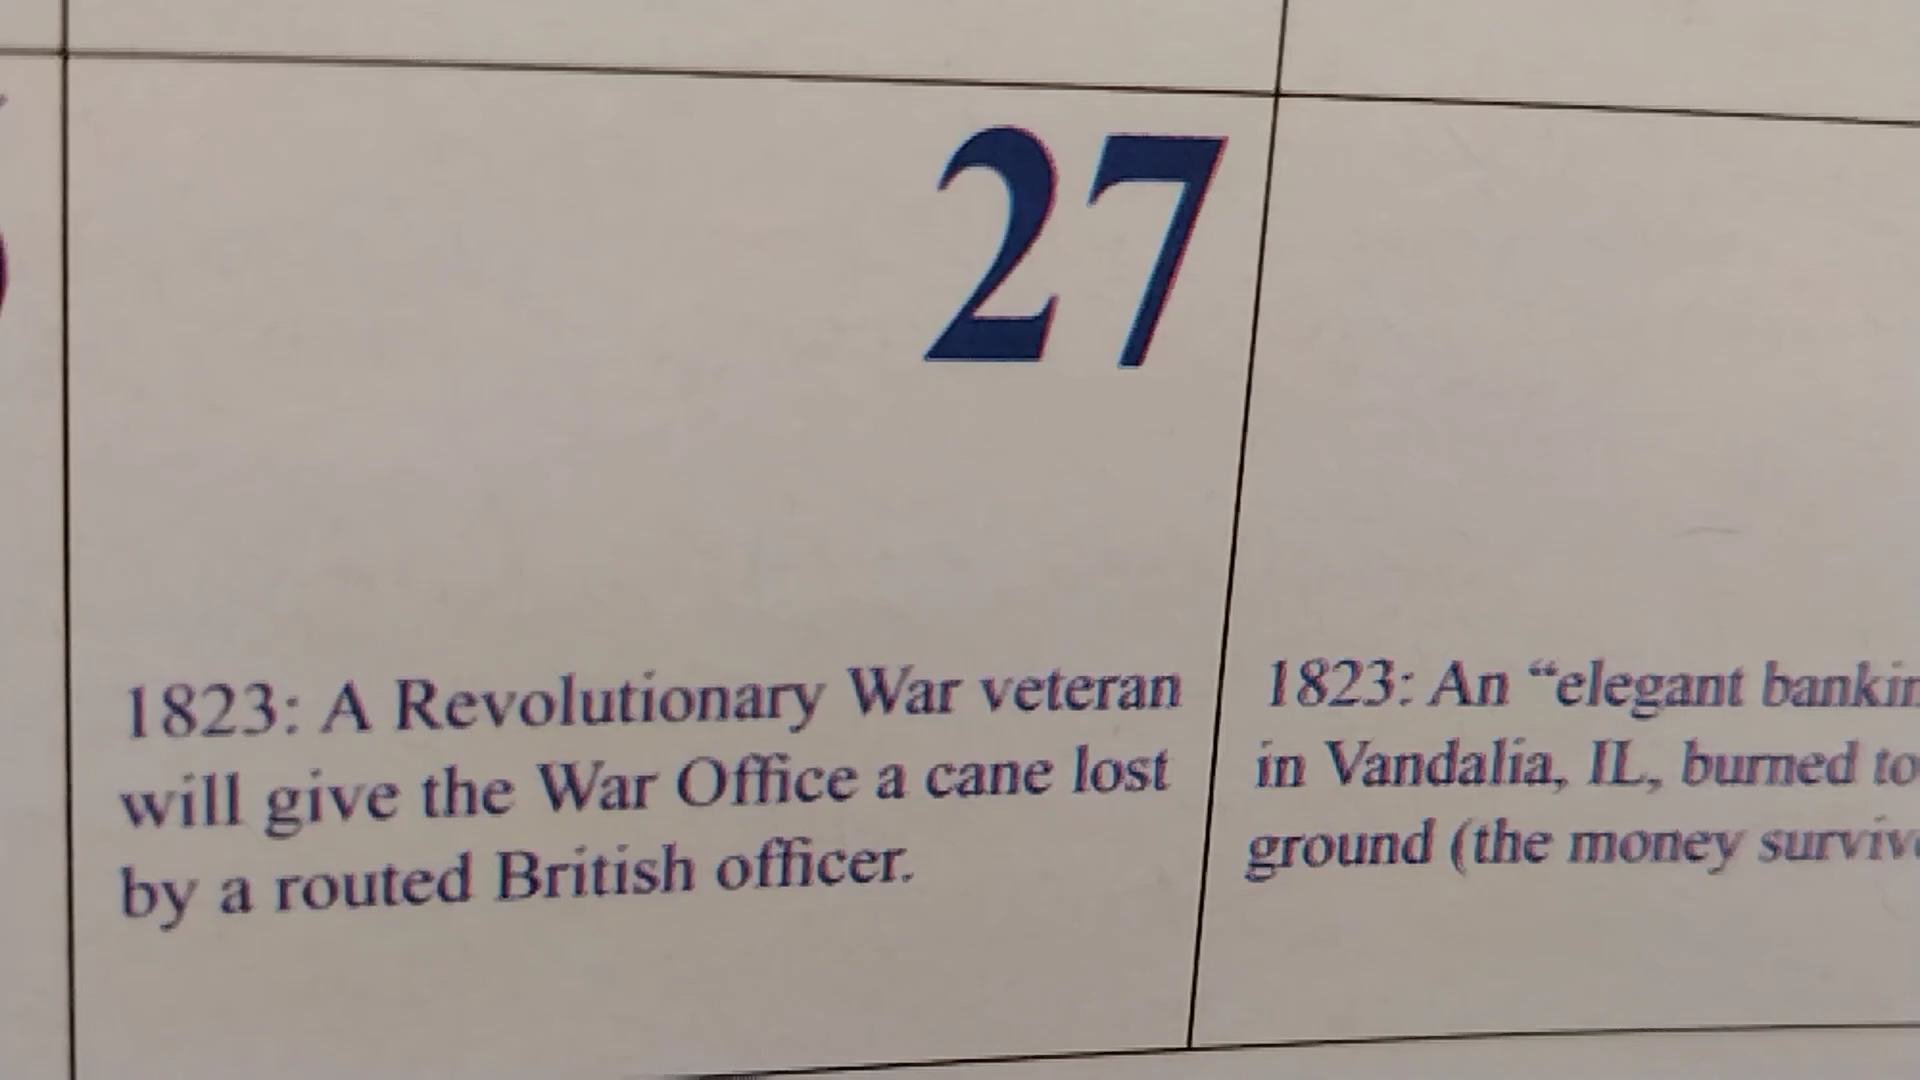 27
1823: A Revolutionary War veteran
will give the War Office a cane lost
by a routed British officer.
1823: An “elegant
in Vandalia, IL, burned to
ground (the money